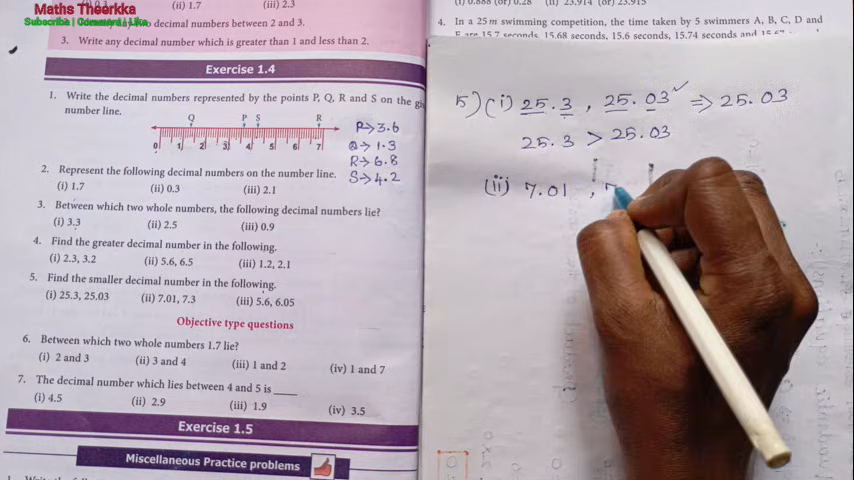 Maths Theerkka
Subscribe | Comment | Like
(ii) 1.7 (iii) 2.3
decimal numbers between 2 and 3.
3. Write any decimal number which is greater than 1 and less than 2.
Exercise 1.4
1. Write the decimal numbers represented by the points P, Q, R and S on the
number line.
Q P S R
0 1 2 3 4 5 6 7
P→3.6
Q→1.3
R→6.8
S→4.2
2. Represent the following decimal numbers on the number line.
(i) 1.7 (ii) 0.3 (iii) 2.1
3. Between which two whole numbers, the following decimal numbers lie?
(i) 3.3 (ii) 2.5 (iii) 0.9
4. Find the greater decimal number in the following.
(i) 2.3, 3.2 (ii) 5.6, 6.5 (iii) 1.2, 2.1
5. Find the smaller decimal number in the following.
(i) 25.3, 25.03 (ii) 7.01, 7.3 (iii) 5.6, 6.05
Objective type questions
6. Between which two whole numbers 1.7 lie?
(i) 2 and 3 (ii) 3 and 4 (iii) 1 and 2 (iv) 1 and 7
7. The decimal number which lies between 4 and 5 is ____
(i) 4.5 (ii) 2.9 (iii) 1.9 (iv) 3.5
Exercise 1.5
Miscellaneous Practice problems
(i) 0.888 (or) 0.28 (ii) 23.914 (or) 23.915
4. In a 25m swimming competition, the time taken by 5 swimmers A, B, C, D and
E are 15.7 seconds, 15.68 seconds, 15.6 seconds, 15.74 seconds and
5) (i) 25.3 , 25.03 ✓ ⇒ 25.03
25.3 > 25.03
(ii) 7.01 , 7